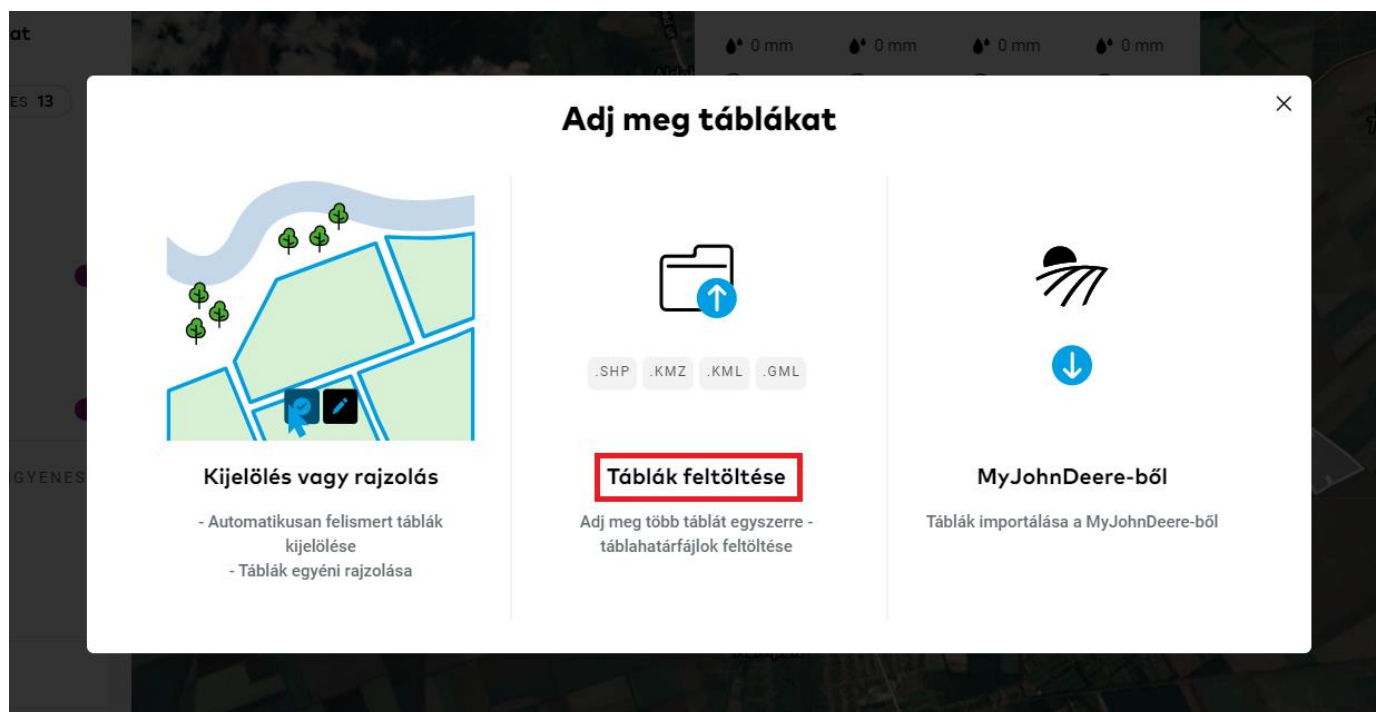 at
0 mm
0 mm
0 mm
0 mm
ES 13
Adj meg táblákat
.SHP
.KMZ
.KML
.GML
Kijelölés vagy rajzolás
- Automatikusan felismert táblák
kijelölése
- Táblák egyéni rajzolása
Táblák feltöltése
Adj meg több táblát egyszerre -
táblahatárfájlok feltöltése
MyJohnDeere-ből
Táblák importálása a MyJohnDeere-ből
GYENES